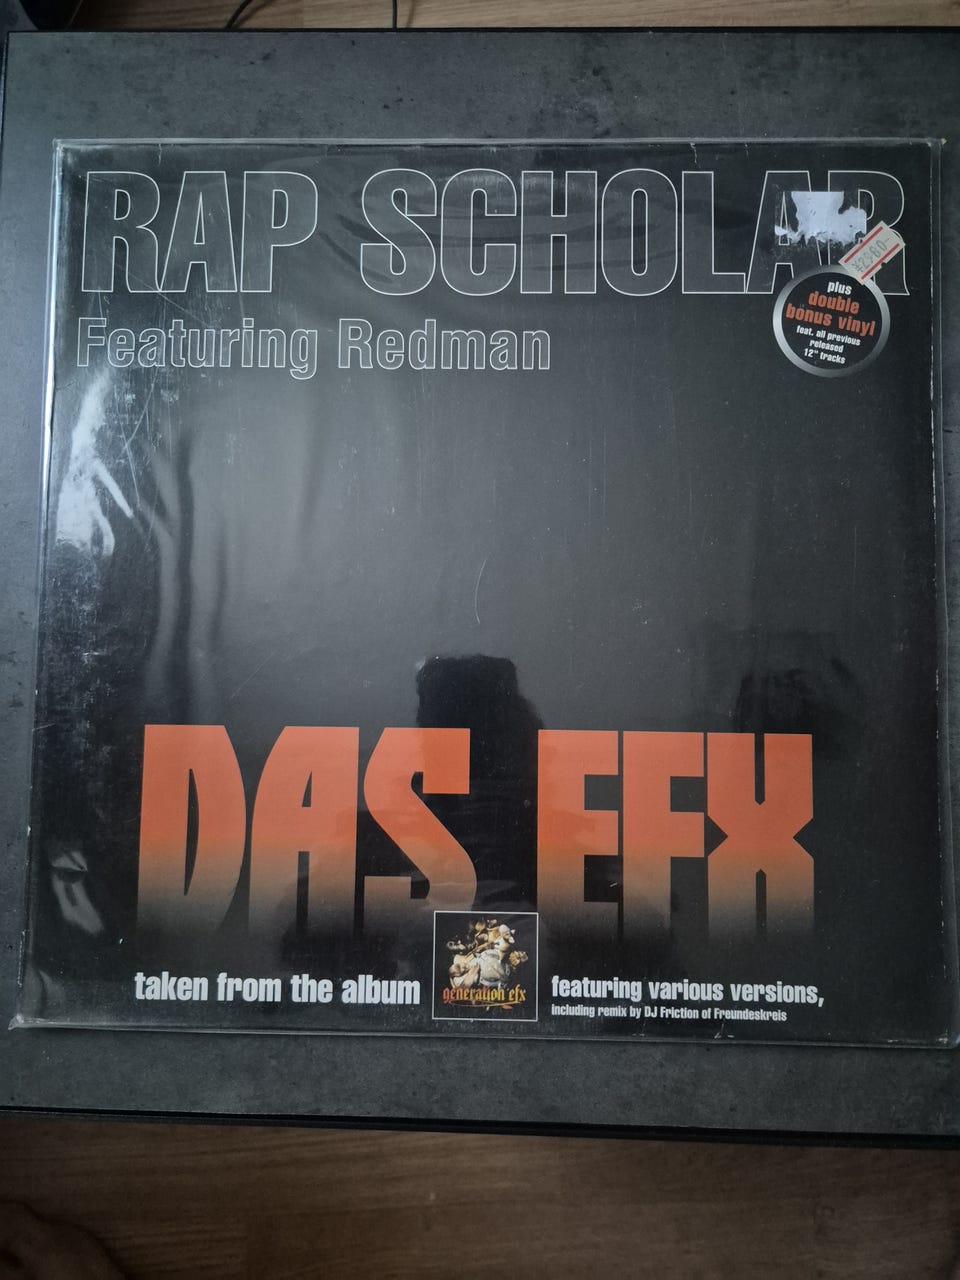 RAP SCHOLAR
Featuring Redman
¥2960-
plus
double
bonus vinyl
feat. all previous
released
12" tracks
DAS EFX
taken from the album
generation efx
featuring various versions,
including remix by DJ Friction of Freundeskreis